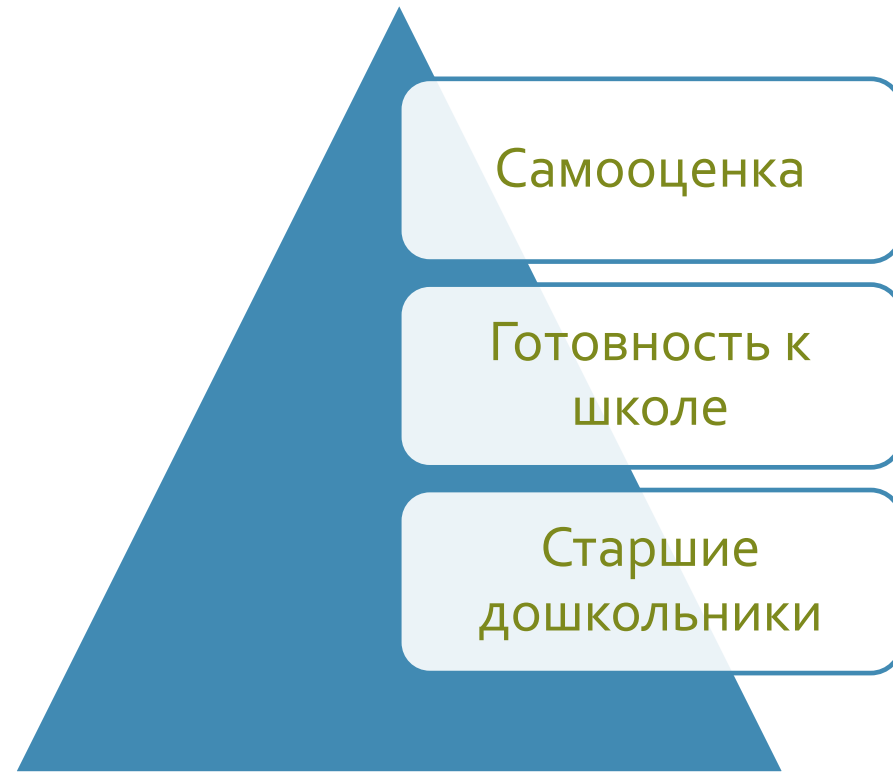 Самооценка
Готовность к
школе
Старшие
дошкольники